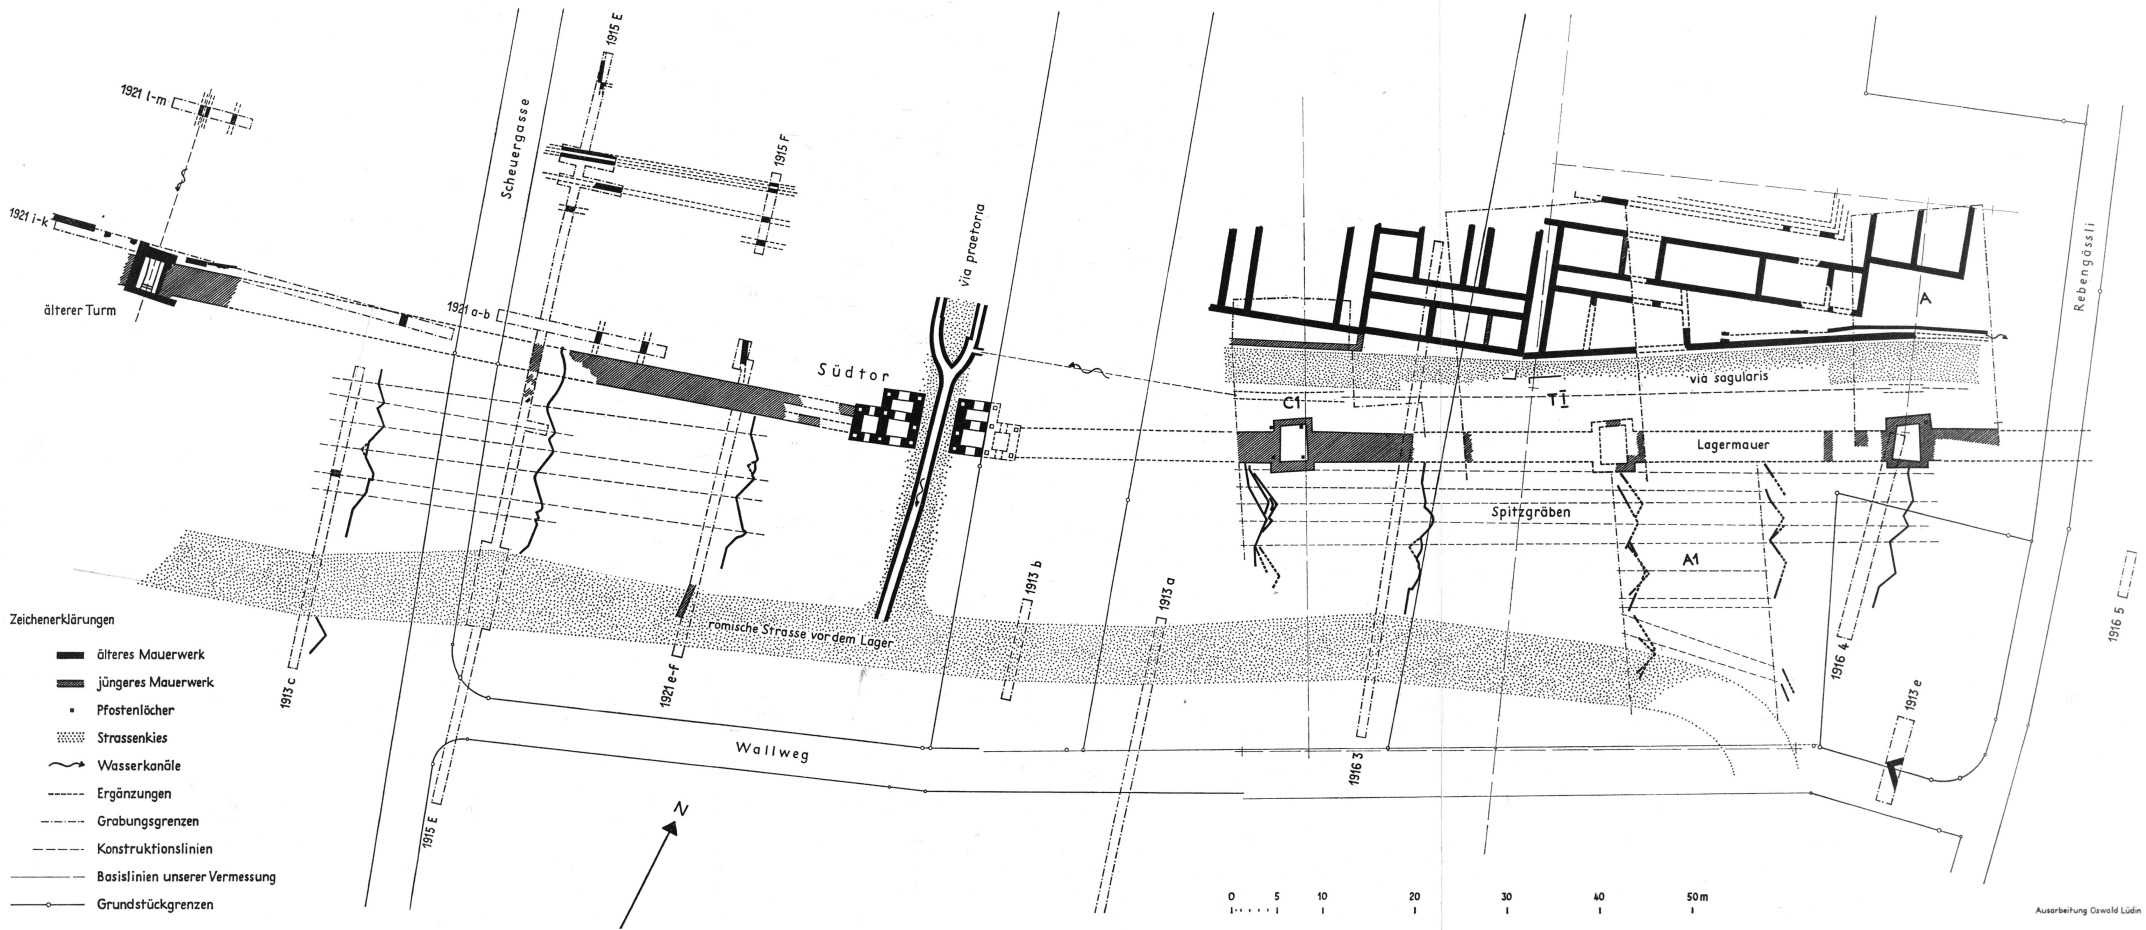 1915 E
1921 l-m
Scheuergasse
1915 F
1921 i-k
via praetoria
Rebengässli
A
älterer Turm
1921 a-b
Südtor
via sagularis
C1
T I
Lagermauer
Spitzgräben
A1
1913 b
1913 a
1916 5
römische Strasse vor dem Lager
1916 4
1913 c
1921 e-f
1913 e
Wallweg
1916 3
N
1915 E
Zeichenerklärungen
älteres Mauerwerk
jüngeres Mauerwerk
Pfostenlöcher
Strassenkies
Wasserkanäle
Ergänzungen
Grabungsgrenzen
Konstruktionslinien
Basislinien unserer Vermessung
Grundstückgrenzen
0 5 10 20 30 40 50 m
Ausarbeitung Oswald Lüdin